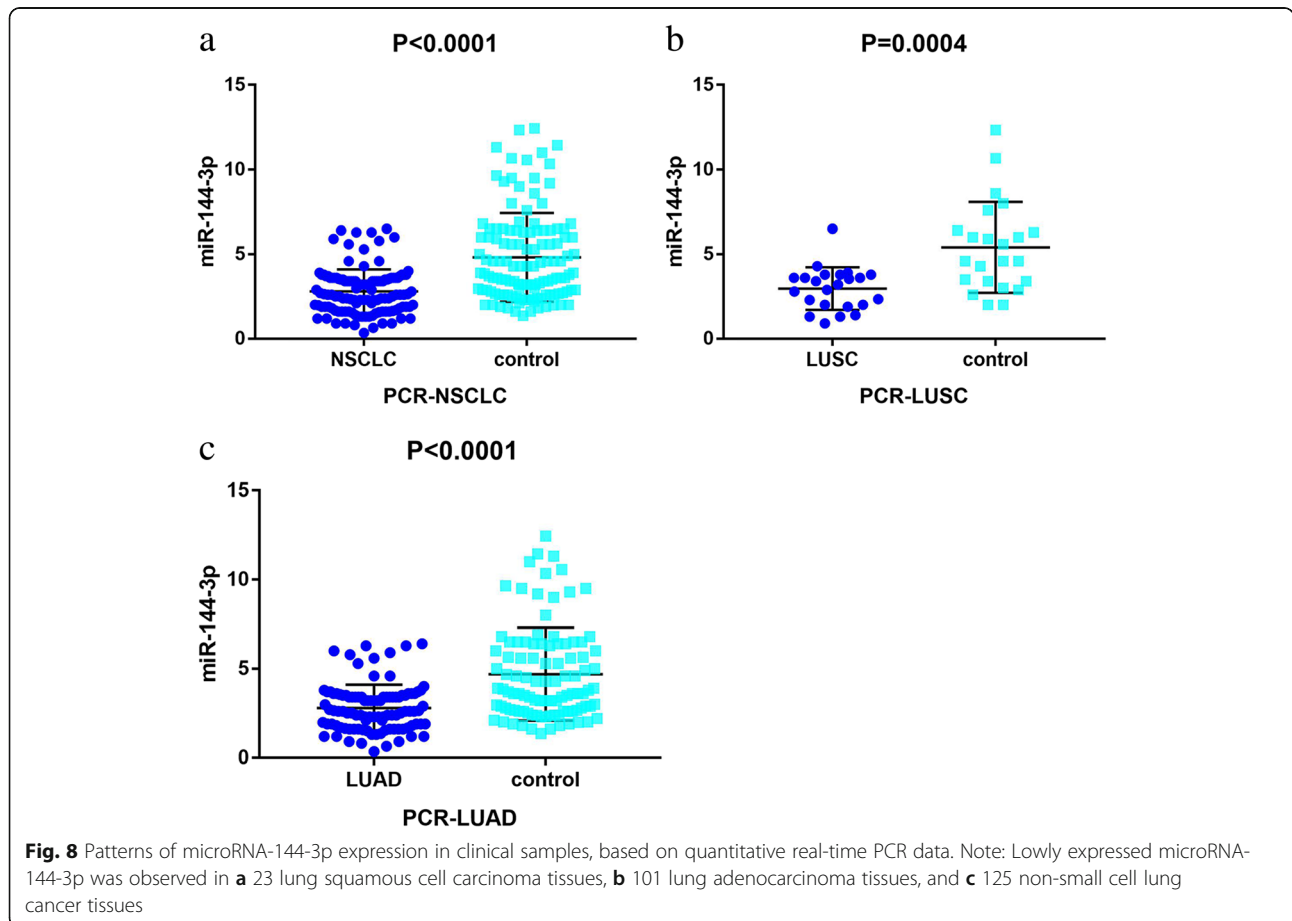 a
P<0.0001
miR-144-3p
15
10
5
0
NSCLC
control
PCR-NSCLC
b
P=0.0004
miR-144-3p
15
10
5
0
LUSC
control
PCR-LUSC
c
P<0.0001
miR-144-3p
15
10
5
0
LUAD
control
PCR-LUAD
Fig. 8 Patterns of microRNA-144-3p expression in clinical samples, based on quantitative real-time PCR data. Note: Lowly expressed microRNA-
144-3p was observed in a 23 lung squamous cell carcinoma tissues, b 101 lung adenocarcinoma tissues, and c 125 non-small cell lung
cancer tissues